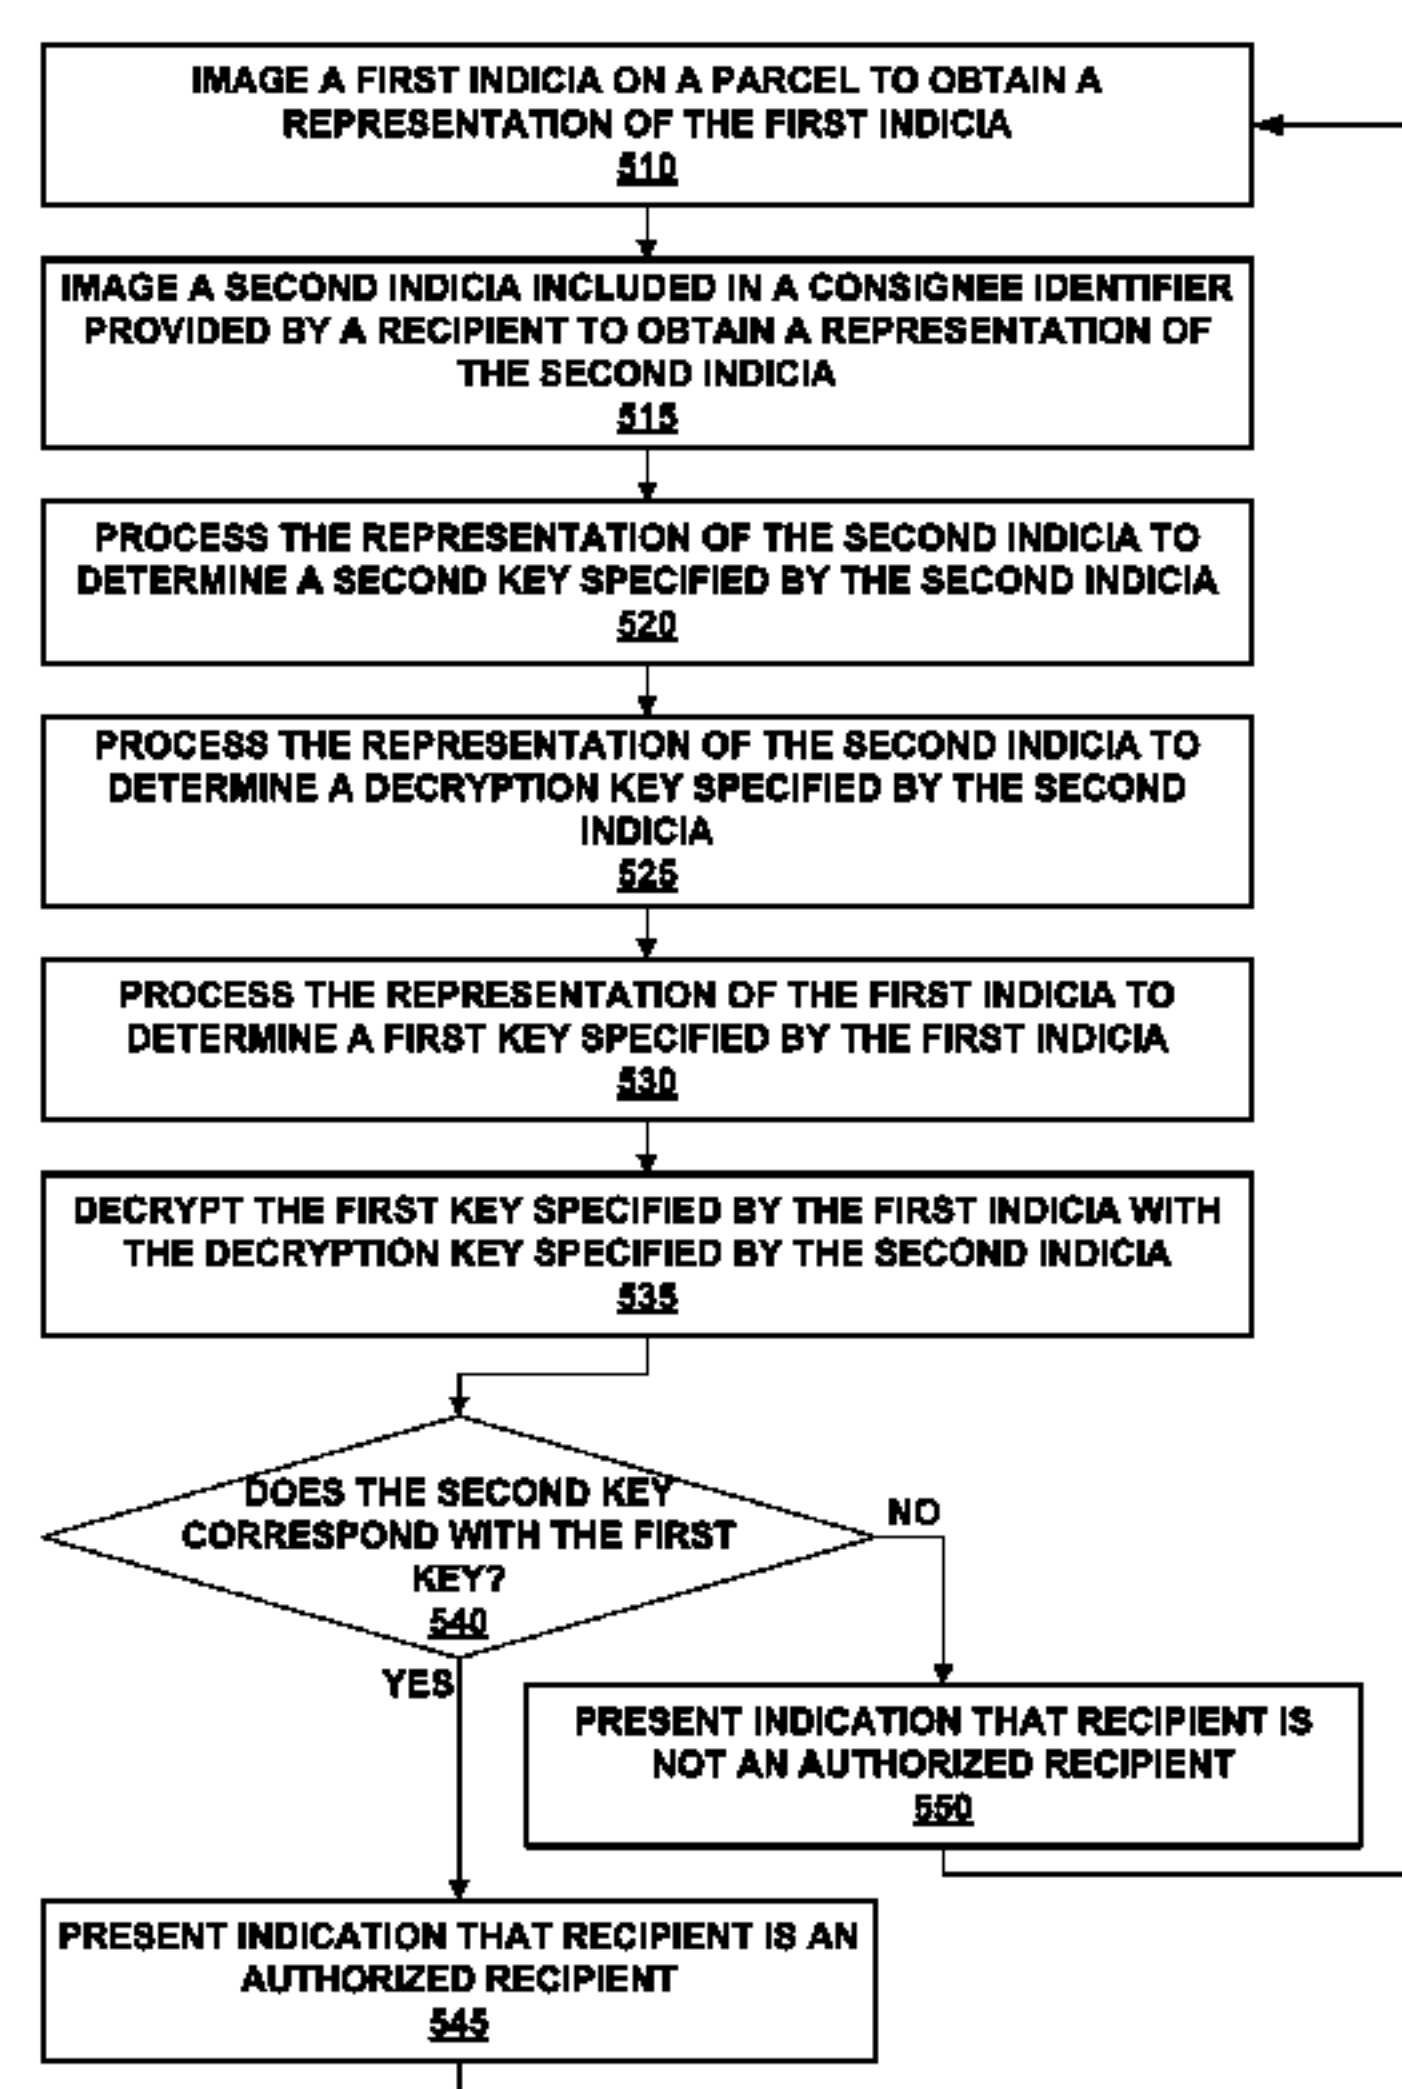 IMAGE A FIRST INDICIA ON A PARCEL TO OBTAIN A
REPRESENTATION OF THE FIRST INDICIA
510
IMAGE A SECOND INDICIA INCLUDED IN A CONSIGNEE IDENTIFIER
PROVIDED BY A RECIPIENT TO OBTAIN A REPRESENTATION OF
THE SECOND INDICIA
515
PROCESS THE REPRESENTATION OF THE SECOND INDICIA TO
DETERMINE A SECOND KEY SPECIFIED BY THE SECOND INDICIA
520
PROCESS THE REPRESENTATION OF THE SECOND INDICIA TO
DETERMINE A DECRYPTION KEY SPECIFIED BY THE SECOND
INDICIA
525
PROCESS THE REPRESENTATION OF THE FIRST INDICIA TO
DETERMINE A FIRST KEY SPECIFIED BY THE FIRST INDICIA
530
DECRYPT THE FIRST KEY SPECIFIED BY THE FIRST INDICIA WITH
THE DECRYPTION KEY SPECIFIED BY THE SECOND INDICIA
535
DOES THE SECOND KEY
CORRESPOND WITH THE FIRST
KEY?
540
NO
YES
PRESENT INDICATION THAT RECIPIENT IS
NOT AN AUTHORIZED RECIPIENT
550
PRESENT INDICATION THAT RECIPIENT IS AN
AUTHORIZED RECIPIENT
545